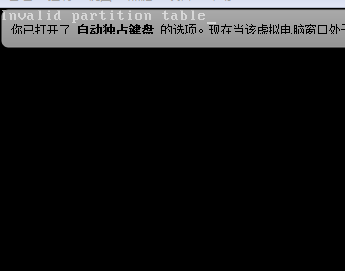 Invalid partition table_
你已打开了 自动独占键盘 的选项。现在当该虚拟电脑窗口处于